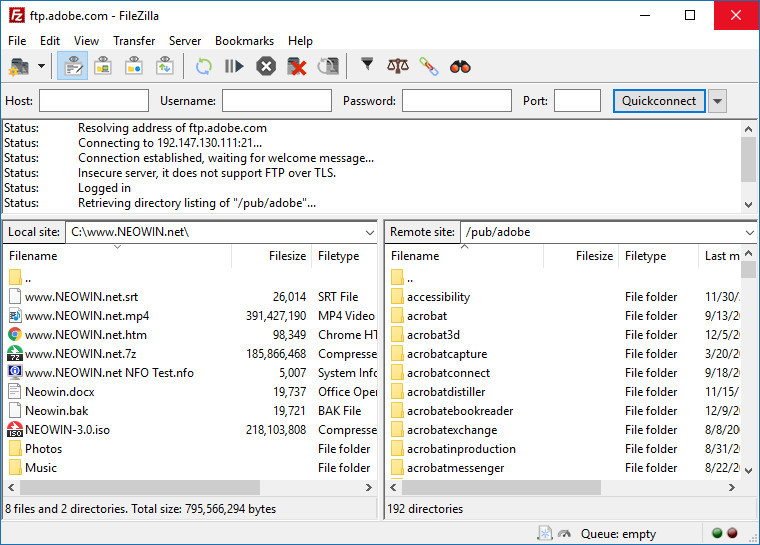 ftp.adobe.com - FileZilla
File Edit View Transfer Server Bookmarks Help
Host: Username: Password: Port: Quickconnect
Status: Resolving address of ftp.adobe.com
Status: Connecting to 192.147.130.111:21...
Status: Connection established, waiting for welcome message...
Status: Insecure server, it does not support FTP over TLS.
Status: Logged in
Status: Retrieving directory listing of "/pub/adobe"...
Local site: C:\www.NEOWIN.net\
Filename Filesize Filetype
..
www.NEOWIN.net.srt 26,014 SRT File
www.NEOWIN.net.mp4 391,427,190 MP4 Video
www.NEOWIN.net.htm 98,349 Chrome HT
www.NEOWIN.net.7z 185,866,468 Compresse
www.NEOWIN.net NFO Test.nfo 5,007 System Info
Neowin.docx 19,737 Office Oper
Neowin.bak 19,721 BAK File
NEOWIN-3.0.iso 218,103,808 Compresse
Photos File folder
Music File folder
8 files and 2 directories. Total size: 795,566,294 bytes
Remote site: /pub/adobe
Filename Filesize Filetype Last m
..
accessibility File folder 11/30/
acrobat File folder 9/13/20
acrobat3d File folder 12/5/20
acrobatcapture File folder 3/20/20
acrobatconnect File folder 9/18/20
acrobatdistiller File folder 11/15/
acrobatebookreader File folder 12/9/20
acrobatexchange File folder 8/8/200
acrobatinproduction File folder 8/31/20
acrobatmessenger File folder 8/22/20
192 directories
Queue: empty